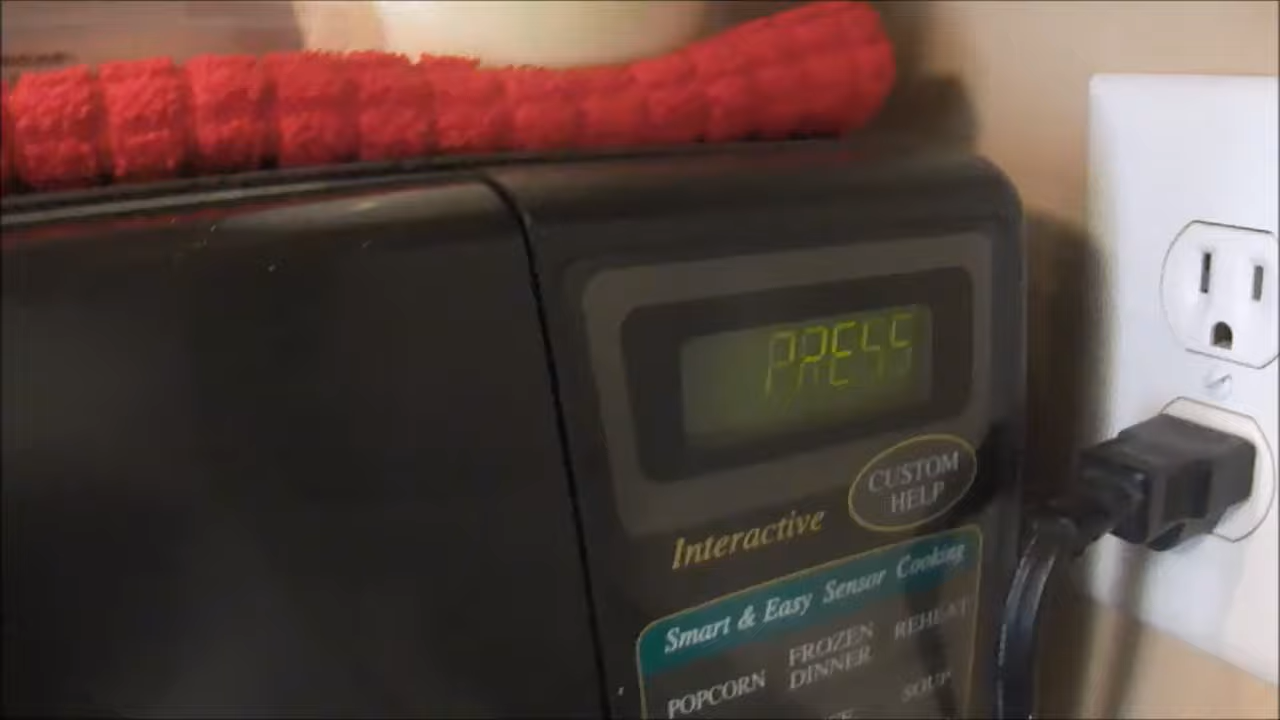 PRESS
CUSTOM
HELP
Interactive
Smart & Easy Sensor Cooking
POPCORN
FROZEN
DINNER
REHEAT
SOUP